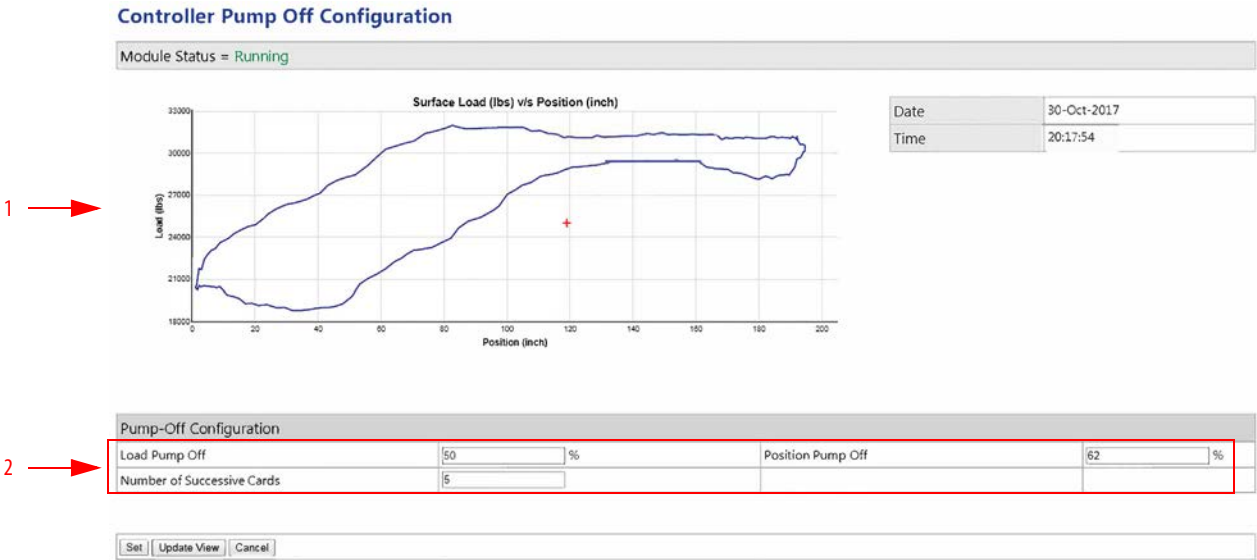 Controller Pump Off Configuration
Module Status = Running
Surface Load (lbs) v/s Position (inch)
Date 30-Oct-2017
Time 20:17:54
33000
30000
27000
24000
21000
18000
Load (lbs)
0 20 40 60 80 100 120 140 160 180 200
Position (inch)
1
Pump-Off Configuration
Load Pump Off 50 % Position Pump Off 62 %
2
Number of Successive Cards 5
Set Update View Cancel